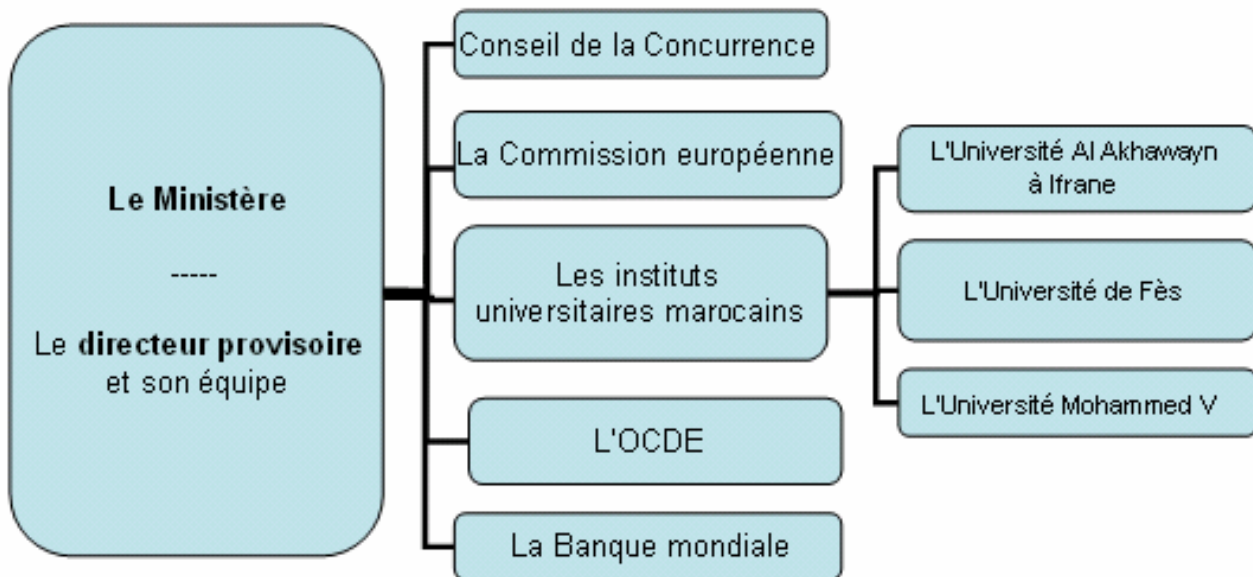 Le Ministère
-----
Le directeur provisoire
et son équipe
Conseil de la Concurrence
La Commission européenne
Les instituts
universitaires marocains
L'OCDE
La Banque mondiale
L'Université Al Akhawayn
à Ifrane
L'Université de Fès
L'Université Mohammed V